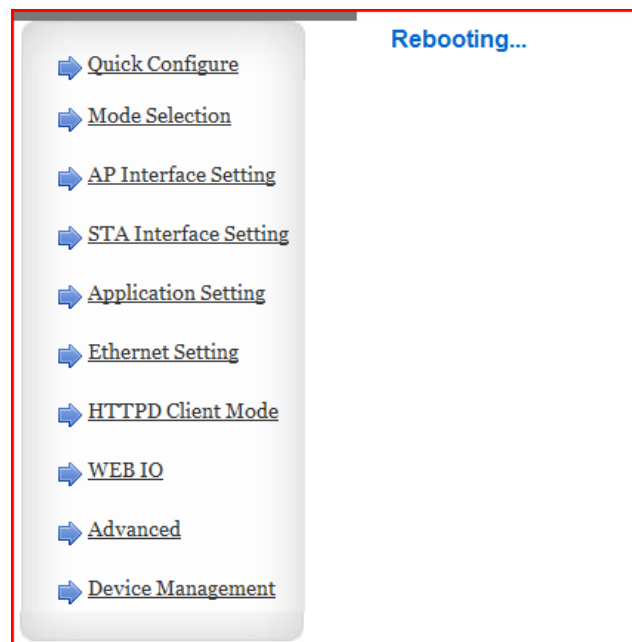 Quick Configure
Mode Selection
AP Interface Setting
STA Interface Setting
Application Setting
Ethernet Setting
HTTPD Client Mode
WEB IO
Advanced
Device Management
Rebooting...